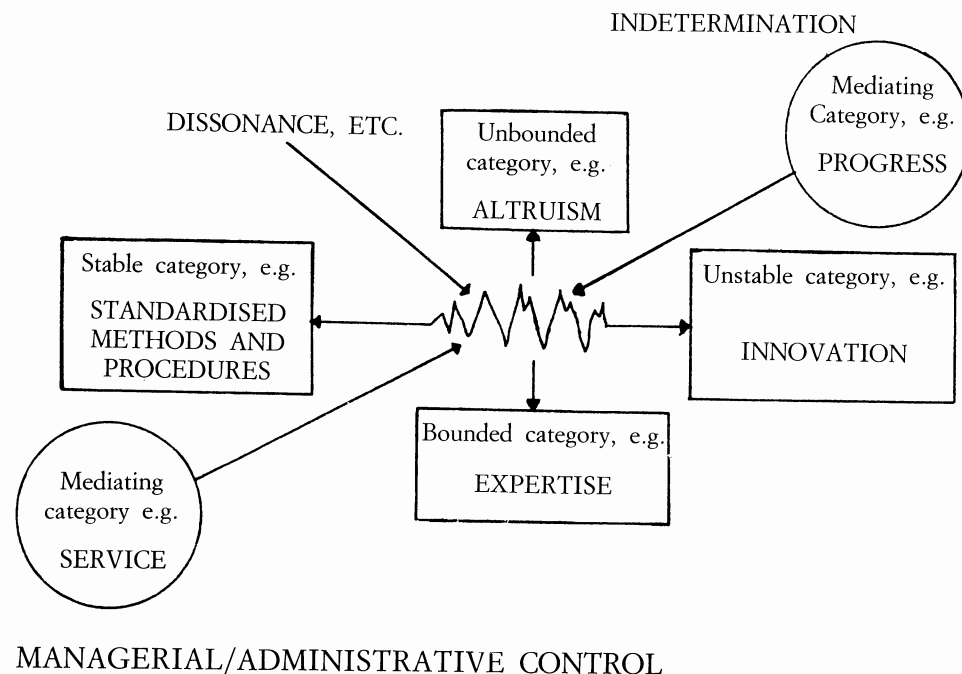 INDETERMINATION
Mediating
Category, e.g.
PROGRESS
DISSONANCE, ETC.
Unbounded
category, e.g.
ALTRUISM
Stable category, e.g.
STANDARDISED
METHODS AND
PROCEDURES
Unstable category, e.g.
INNOVATION
Bounded category, e.g.
EXPERTISE
Mediating
category e.g.
SERVICE
MANAGERIAL/ADMINISTRATIVE CONTROL